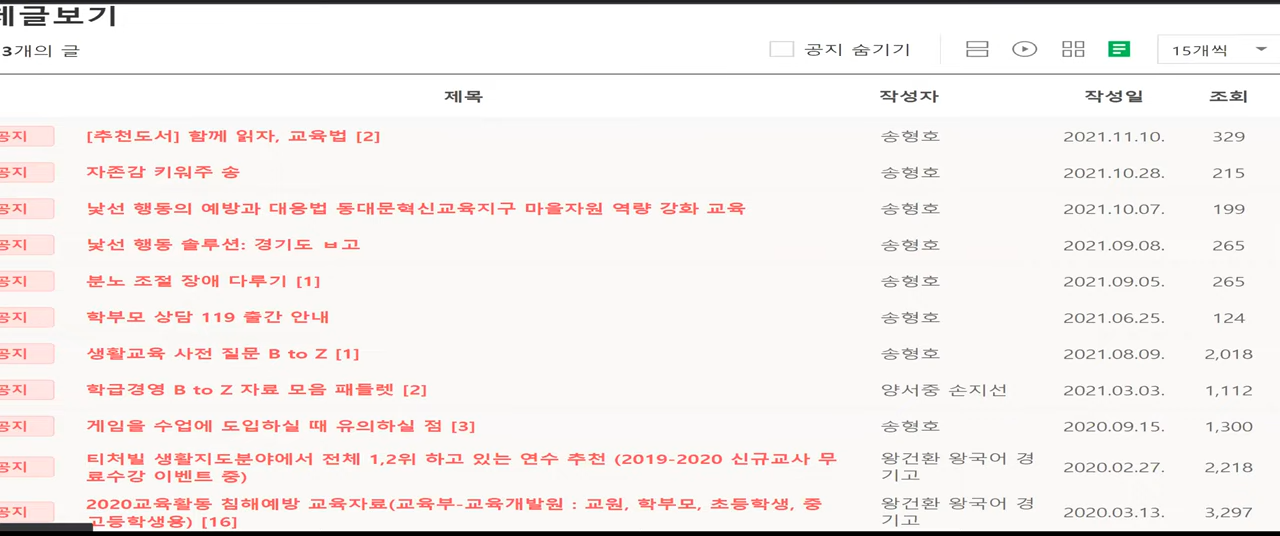 체글보기
3개의 글
공지 숨기기
15개씩
제목 작성자 작성일 조회
공지 [추천도서] 함께 읽자, 교육법 [2] 송형호 2021.11.10. 329
공지 자존감 키워주 송 송형호 2021.10.28. 215
공지 낯선 행동의 예방과 대응법 동대문혁신교육지구 마을자원 역량 강화 교육 송형호 2021.10.07. 199
공지 낯선 행동 솔루션: 경기도 ㅂ고 송형호 2021.09.08. 265
공지 분노 조절 장애 다루기 [1] 송형호 2021.09.05. 265
공지 학부모 상담 119 출간 안내 송형호 2021.06.25. 124
공지 생활교육 사전 질문 B to Z [1] 송형호 2021.08.09. 2,018
공지 학급경영 B to Z 자료 모음 패들렛 [2] 양서중 손지선 2021.03.03. 1,112
공지 게임을 수업에 도입하실 때 유의하실 점 [3] 송형호 2020.09.15. 1,300
공지 티처빌 생활지도분야에서 전체 1,2위 하고 있는 연수 추천 (2019-2020 신규교사 무 왕건환 왕국어 경 2020.02.27. 2,218
료수강 이벤트 중) 기고
공지 2020교육활동 침해예방 교육자료(교육부-교육개발원 : 교원, 학부모, 초등학생, 중 왕건환 왕국어 경 2020.03.13. 3,297
고등학생용) [16] 기고